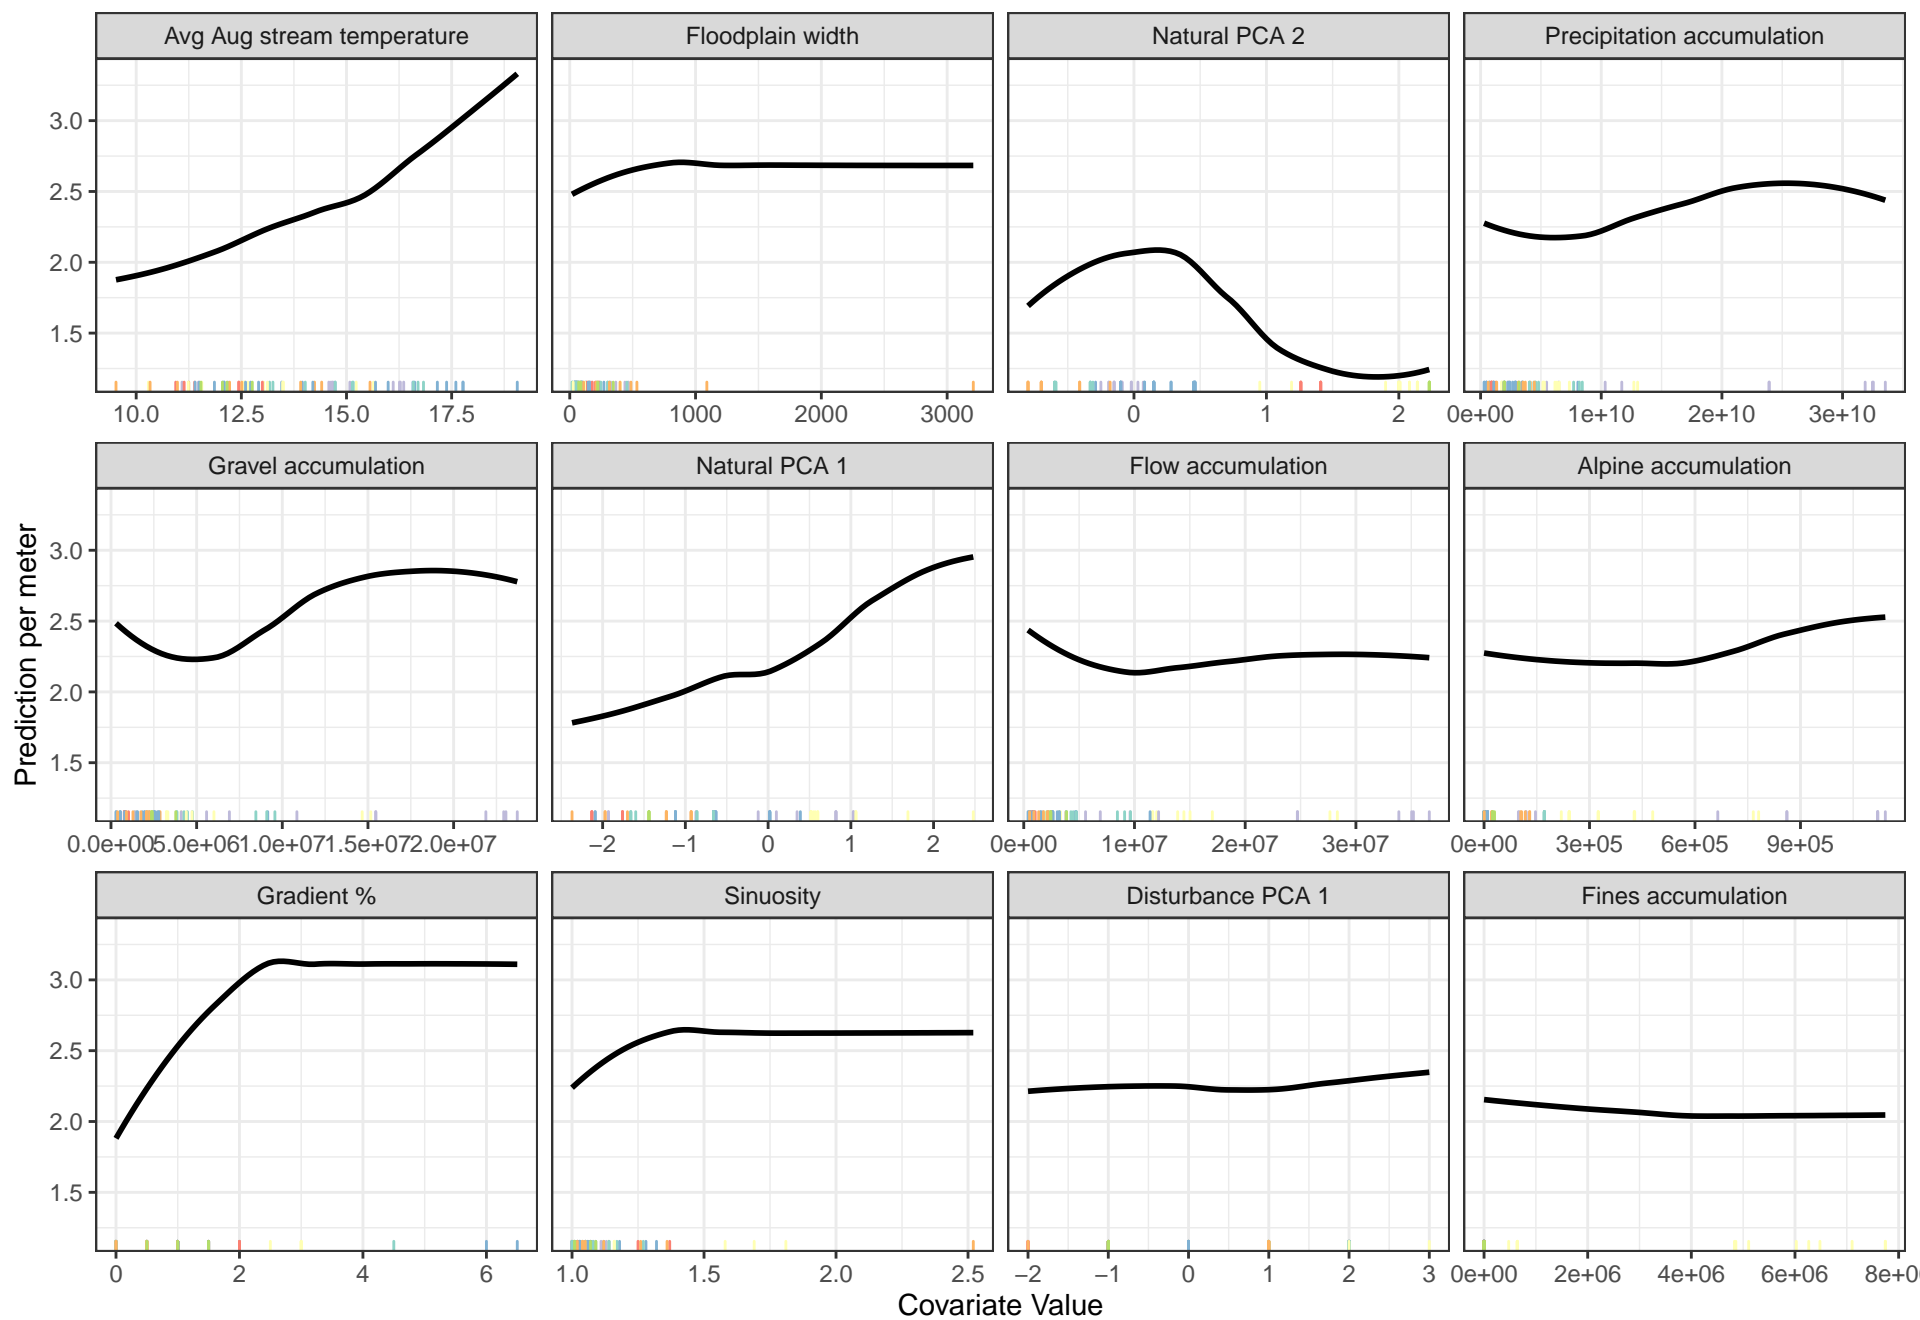 Avg Aug stream temperature
Floodplain width
Natural PCA 2
Precipitation accumulation
3.0
2.5
2.0
1.5
10.0 12.5 15.0 17.5
0 1000 2000 3000
0 1 2
0e+00 1e+10 2e+10 3e+10
Gravel accumulation
Natural PCA 1
Flow accumulation
Alpine accumulation
Prediction per meter
3.0
2.5
2.0
1.5
0.0e+005.0e+061.0e+071.5e+072.0e+07
−2 −1 0 1 2
0e+00 1e+07 2e+07 3e+07
0e+00 3e+05 6e+05 9e+05
Gradient %
Sinuosity
Disturbance PCA 1
Fines accumulation
3.0
2.5
2.0
1.5
0 2 4 6
1.0 1.5 2.0 2.5
−2 −1 0 1 2 3
0e+00 2e+06 4e+06 6e+06
Covariate Value